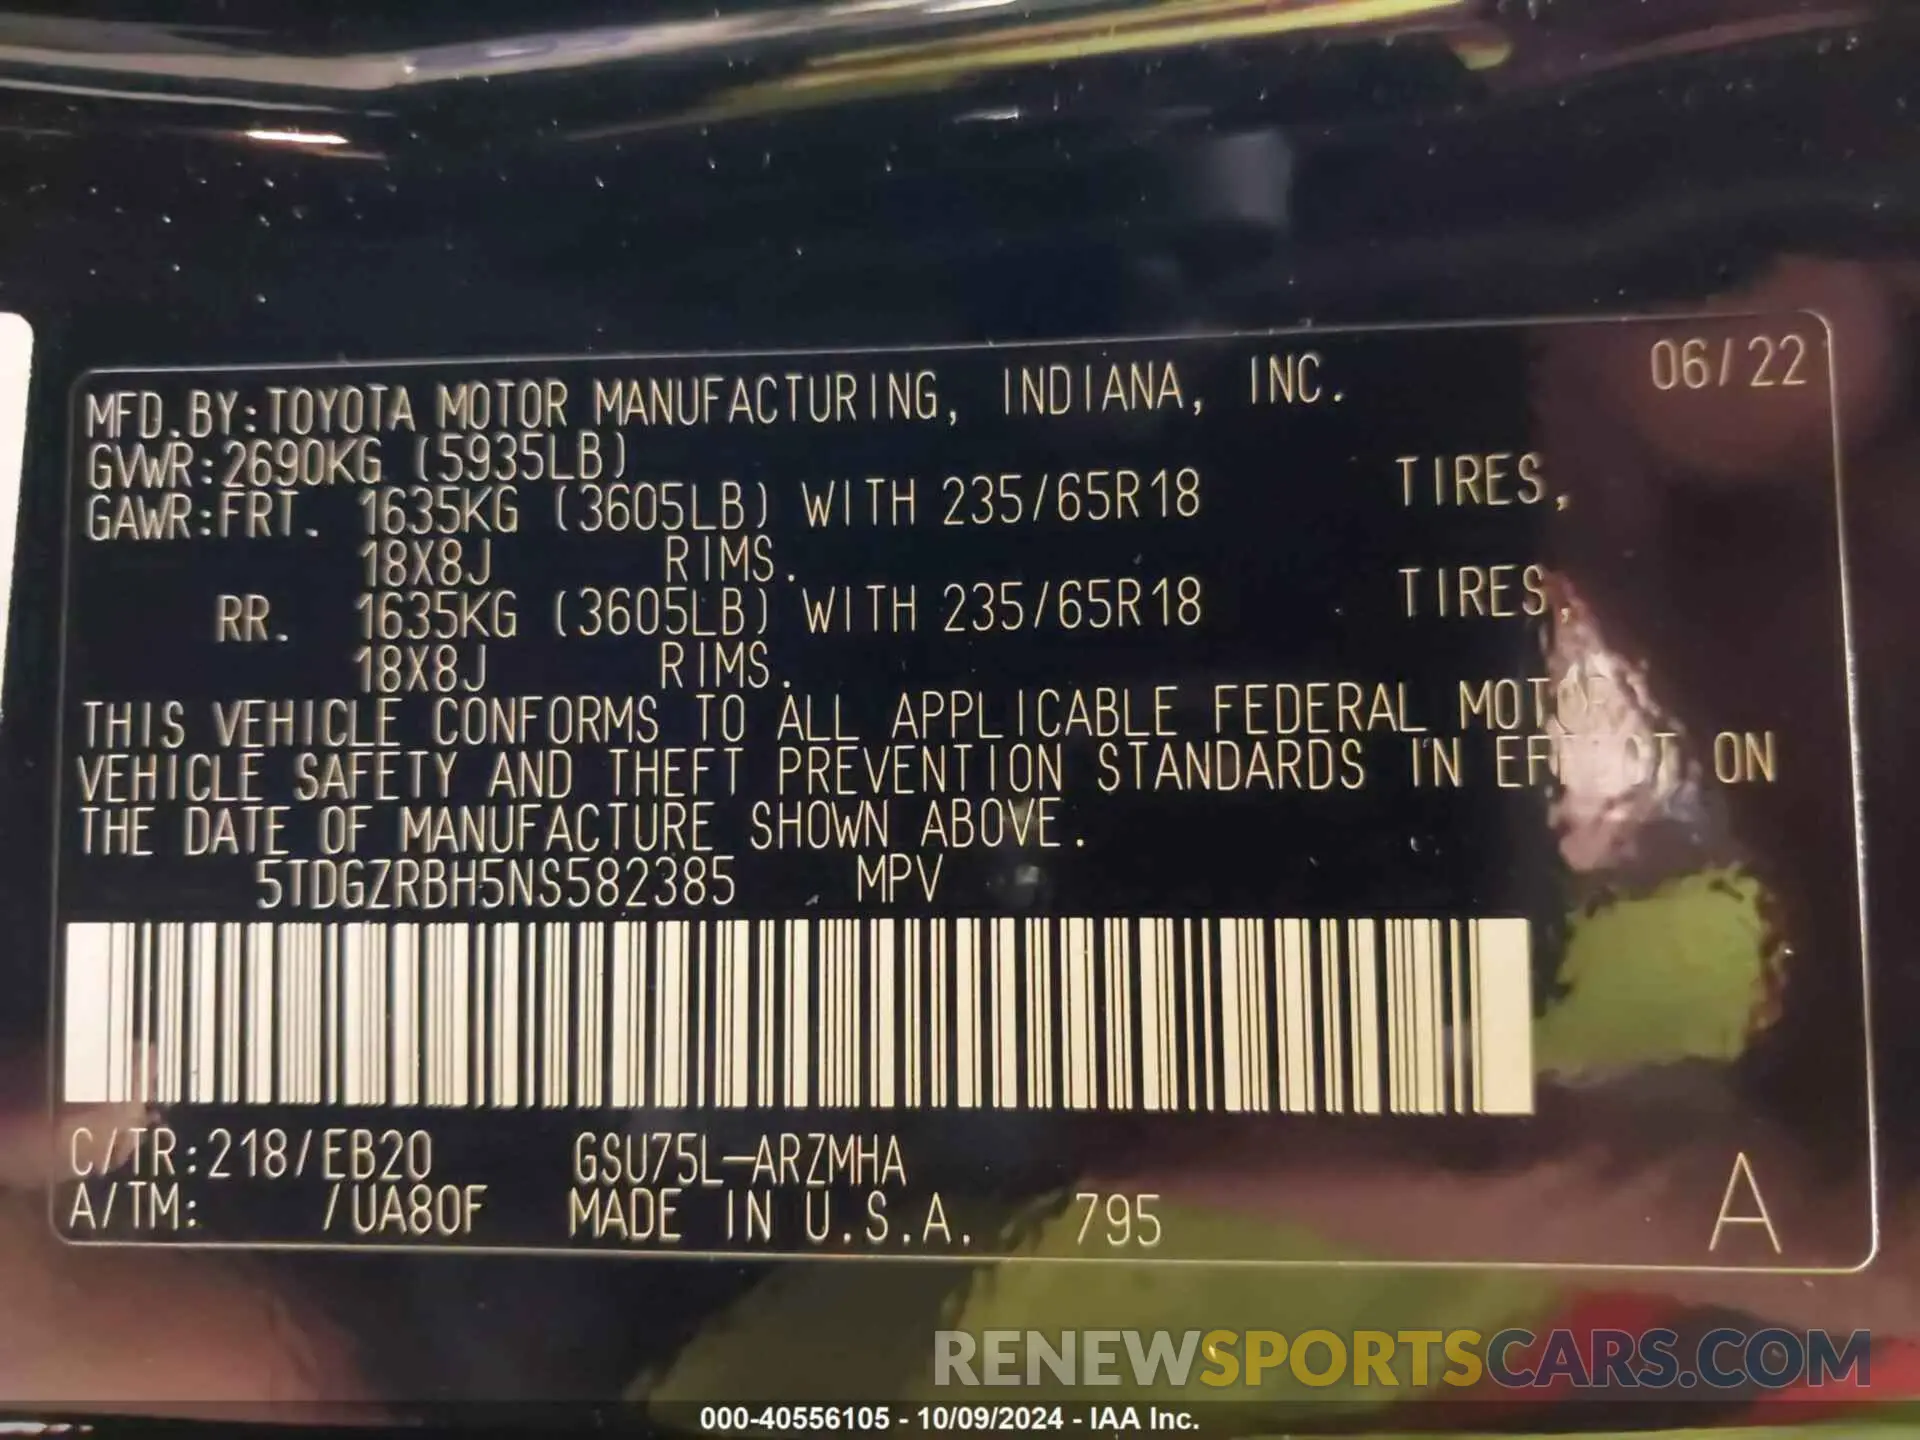 06/22
MFD.BY:TOYOTA MOTOR MANUFACTURING, INDIANA, INC.
GVWR:2690KG (5935LB)
GAWR:FRT. 1635KG (3605LB) WITH 235/65R18 TIRES,
18X8J RIMS.
RR. 1635KG (3605LB) WITH 235/65R18 TIRES,
18X8J RIMS.
THIS VEHICLE CONFORMS TO ALL APPLICABLE FEDERAL MOTOR
VEHICLE SAFETY AND THEFT PREVENTION STANDARDS IN EFFECT ON
THE DATE OF MANUFACTURE SHOWN ABOVE.
5TDGZRBH5NS582385 MPV
C/TR:218/EB20 GSU75L-ARZMHA
A/TM: /UA80F MADE IN U.S.A. 795 A
RENEWSPORTSCARS.COM
000-40556105 - 10/09/2024 - IAA Inc.